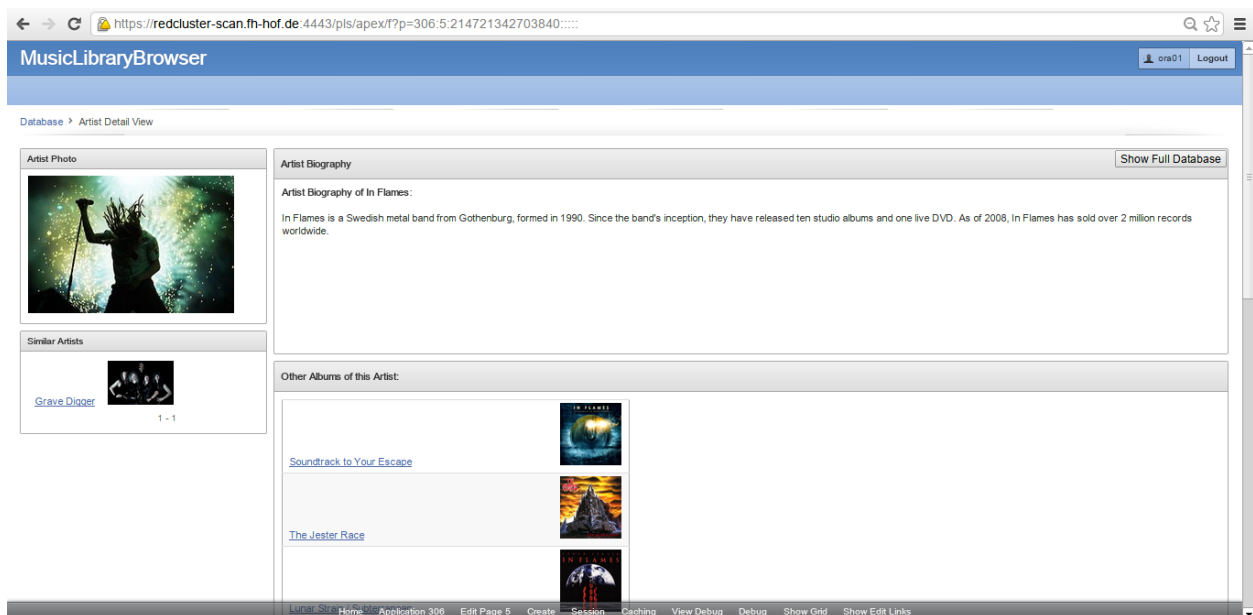 https://redcluster-scan.fh-hof.de:4443/pls/apex/f?p=306:5:214721342703840:::::
MusicLibraryBrowser
ora01 Logout
Database > Artist Detail View
Artist Photo
Artist Biography
Show Full Database
Artist Biography of In Flames:
In Flames is a Swedish metal band from Gothenburg, formed in 1990. Since the band's inception, they have released ten studio albums and one live DVD. As of 2008, In Flames has sold over 2 million records
worldwide.
Similar Artists
Grave Digger
1 - 1
Other Albums of this Artist:
IN FLAMES
Soundtrack to Your Escape
The Jester Race
IN FLAMES
Lunar Strain / Subterranean
Home Application 306 Edit Page 5 Create Session Caching View Debug Debug Show Grid Show Edit Links